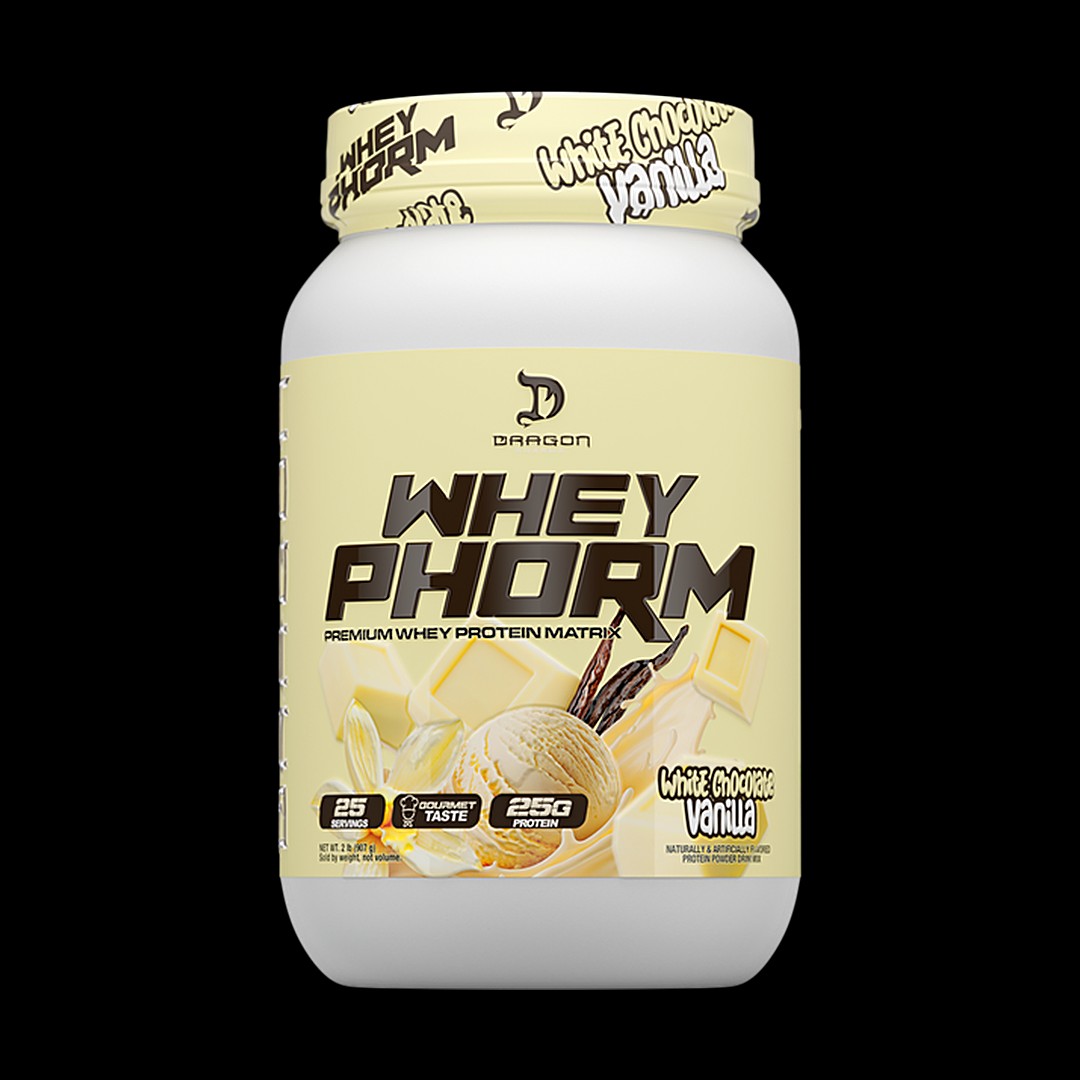 WHEY
PHORM
White Chocolate
Vanilla
D
DRAGON
WHEY
PHORM
PREMIUM WHEY PROTEIN MATRIX
25
SERVINGS
GOURMET
TASTE
25G
PROTEIN
White Chocolate
Vanilla
NET WT. 2 lb (907 g)
Sold by weight, not volume.
NATURALLY & ARTIFICIALLY FLAVORED
PROTEIN POWDER DRINK MIX